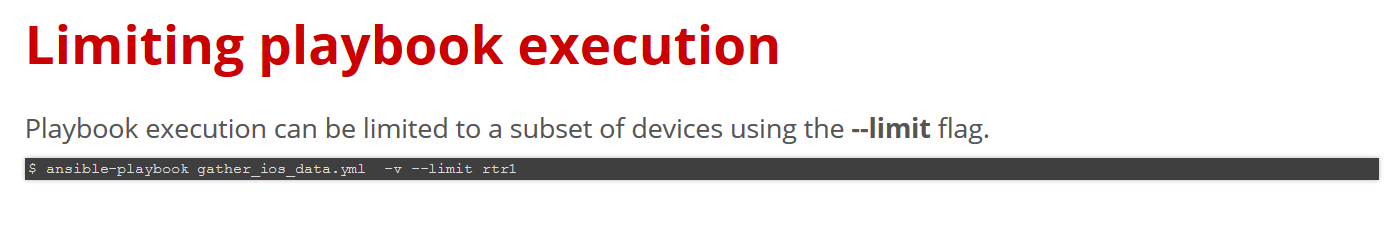 Limiting playbook execution
Playbook execution can be limited to a subset of devices using the --limit flag.
$ ansible-playbook gather_ios_data.yml  -v --limit rtr1